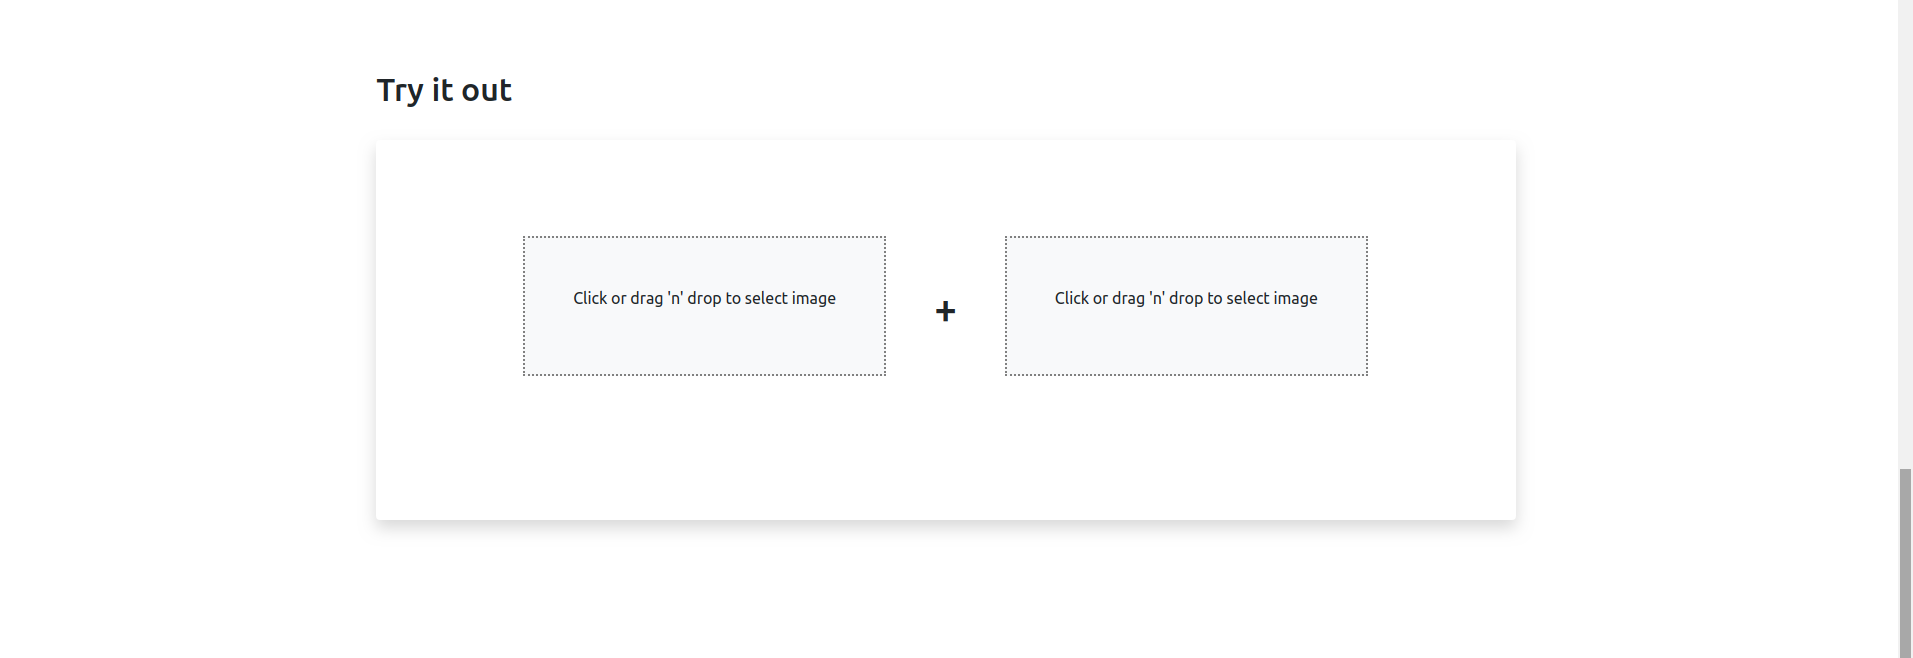 Try it out
Click or drag 'n' drop to select image
+
Click or drag 'n' drop to select image